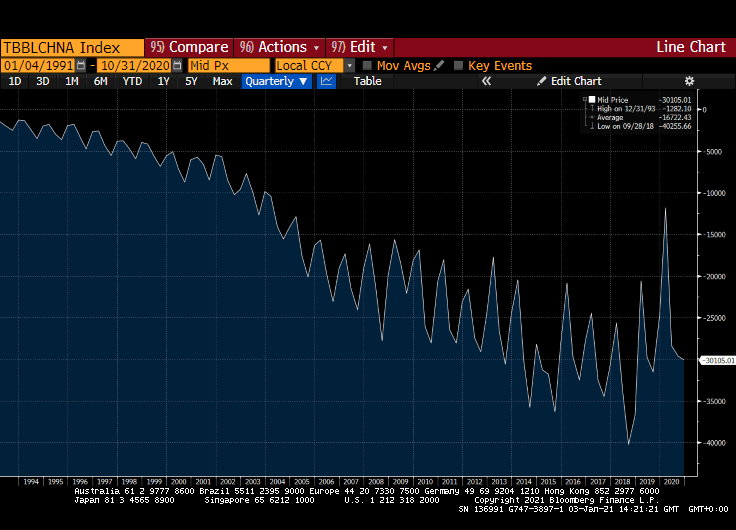 TBBLCHNA Index 95) Compare 96) Actions 97) Edit Line Chart
01/04/1991 - 10/31/2020 Mid Px Local CCY Mov Avgs Key Events
1D 3D 1M 6M YTD 1Y 5Y Max Quarterly ▼ Table « Edit Chart
Mid Price -30105.01
High on 12/31/93 -1282.10
Average -16722.43
Low on 09/28/18 -40255.66
0
-5000
-10000
-15000
-20000
-25000
-30105.01
-35000
-40000
1994 1995 1996 1997 1998 1999 2000 2001 2002 2003 2004 2005 2006 2007 2008 2009 2010 2011 2012 2013 2014 2015 2016 2017 2018 2019 2020
Australia 61 2 9777 8600 Brazil 5511 2395 9000 Europe 44 20 7330 7500 Germany 49 69 9204 1210 Hong Kong 852 2977 6000
Japan 81 3 4565 8900 Singapore 65 6212 1000 U.S. 1 212 318 2000 Copyright 2021 Bloomberg Finance L.P.
SN 136991 G747-3897-1 03-Jan-21 14:21:21 GMT GMT+0:00